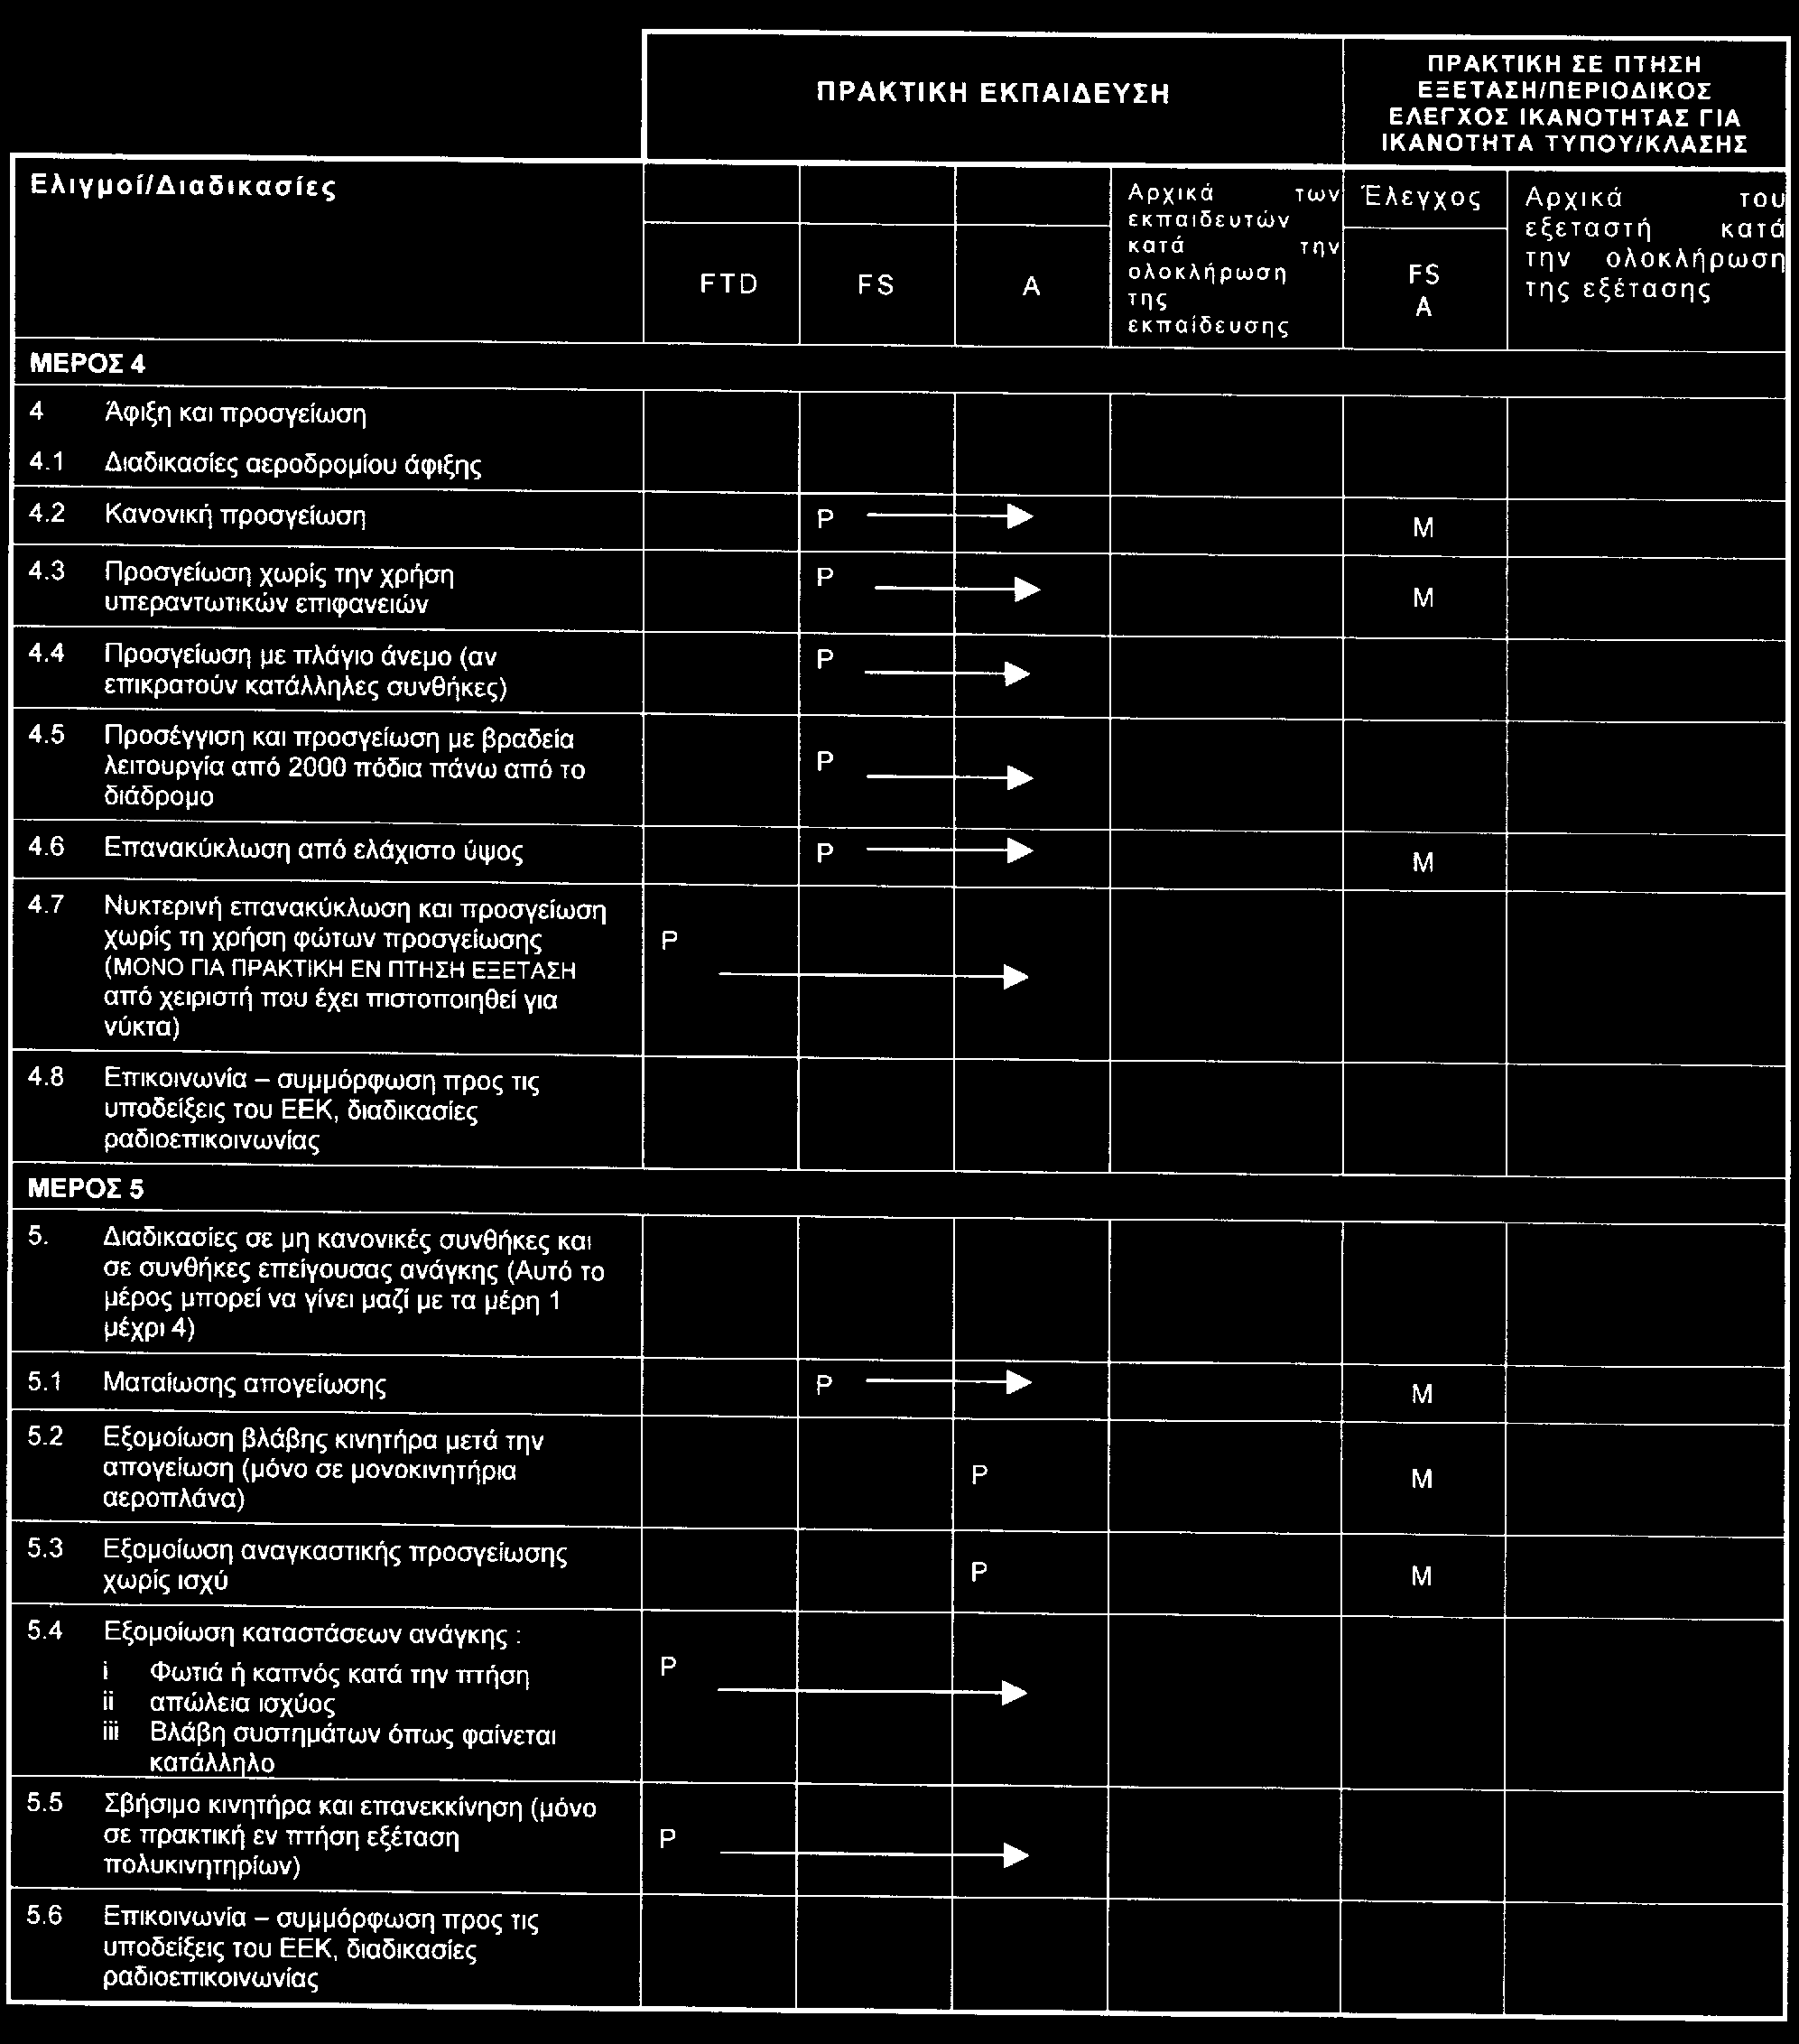 ΠΡΑΚΤΙΚΗ ΕΚΠΑΙΔΕΥΣΗ
ΠΡΑΚΤΙΚΗ ΣΕ ΠΤΗΣΗ
ΕΞΕΤΑΣΗ/ΠΕΡΙΟΔΙΚΟΣ
ΕΛΕΓΧΟΣ ΙΚΑΝΟΤΗΤΑΣ ΓΙΑ
ΙΚΑΝΟΤΗΤΑ ΤΥΠΟΥ/ΚΛΑΣΗΣ
Ελιγμοί/Διαδικασίες
FTD
FS
A
Αρχικά των
εκπαιδευτών
κατά την
ολοκλήρωση
της
εκπαίδευσης
Έλεγχος
FS
A
Αρχικά του
εξεταστή κατά
την ολοκλήρωση
της εξέτασης
ΜΕΡΟΣ 4
4 Άφιξη και προσγείωση
4.1 Διαδικασίες αεροδρομίου άφιξης
4.2 Κανονική προσγείωση P M
4.3 Προσγείωση χωρίς την χρήση P M
υπεραντωτικών επιφανειών
4.4 Προσγείωση με πλάγιο άνεμο (αν P
επικρατούν κατάλληλες συνθήκες)
4.5 Προσέγγιση και προσγείωση με βραδεία
λειτουργία από 2000 πόδια πάνω από το P
διάδρομο
4.6 Επανακύκλωση από ελάχιστο ύψος P M
4.7 Νυκτερινή επανακύκλωση και προσγείωση
χωρίς τη χρήση φώτων προσγείωσης P
(ΜΟΝΟ ΓΙΑ ΠΡΑΚΤΙΚΗ ΕΝ ΠΤΗΣΗ ΕΞΕΤΑΣΗ
από χειριστή που έχει πιστοποιηθεί για
νύκτα)
4.8 Επικοινωνία – συμμόρφωση προς τις
υποδείξεις του ΕΕΚ, διαδικασίες
ραδιοεπικοινωνίας
ΜΕΡΟΣ 5
5. Διαδικασίες σε μη κανονικές συνθήκες και
σε συνθήκες επείγουσας ανάγκης (Αυτό το
μέρος μπορεί να γίνει μαζί με τα μέρη 1
μέχρι 4)
5.1 Ματαίωσης απογείωσης P M
5.2 Εξομοίωση βλάβης κινητήρα μετά την
απογείωση (μόνο σε μονοκινητήρια P M
αεροπλάνα)
5.3 Εξομοίωση αναγκαστικής προσγείωσης
χωρίς ισχύ P M
5.4 Εξομοίωση καταστάσεων ανάγκης :
i Φωτιά ή καπνός κατά την πτήση P
ii απώλεια ισχύος
iii Βλάβη συστημάτων όπως φαίνεται
κατάλληλο
5.5 Σβήσιμο κινητήρα και επανεκκίνηση (μόνο
σε πρακτική εν πτήση εξέταση P
πολυκινητηρίων)
5.6 Επικοινωνία – συμμόρφωση προς τις
υποδείξεις του ΕΕΚ, διαδικασίες
ραδιοεπικοινωνίας